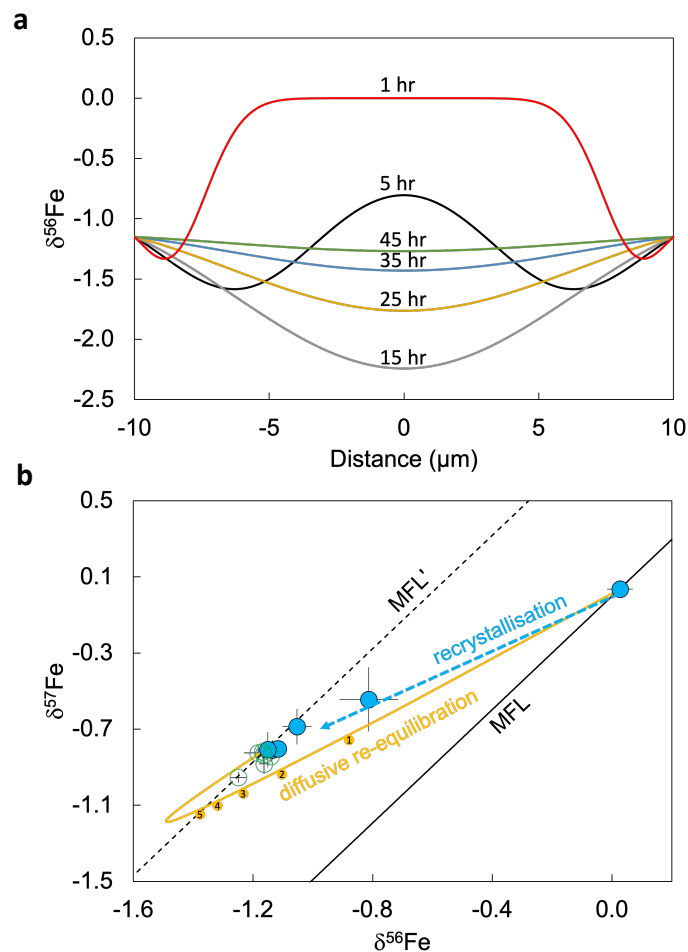 a
0.5
0.0
-0.5
-1.0
-1.5
-2.0
-2.5
δ⁵⁶Fe
1 hr
5 hr
45 hr
35 hr
25 hr
15 hr
-10 -5 0 5 10
Distance (µm)
b
0.5
0.1
-0.3
-0.7
-1.1
-1.5
δ⁵⁷Fe
MFL'
recrystallisation
MFL
diffusive re-equilibration
1
2
3
4
5
-1.6 -1.2 -0.8 -0.4 0.0
δ⁵⁶Fe